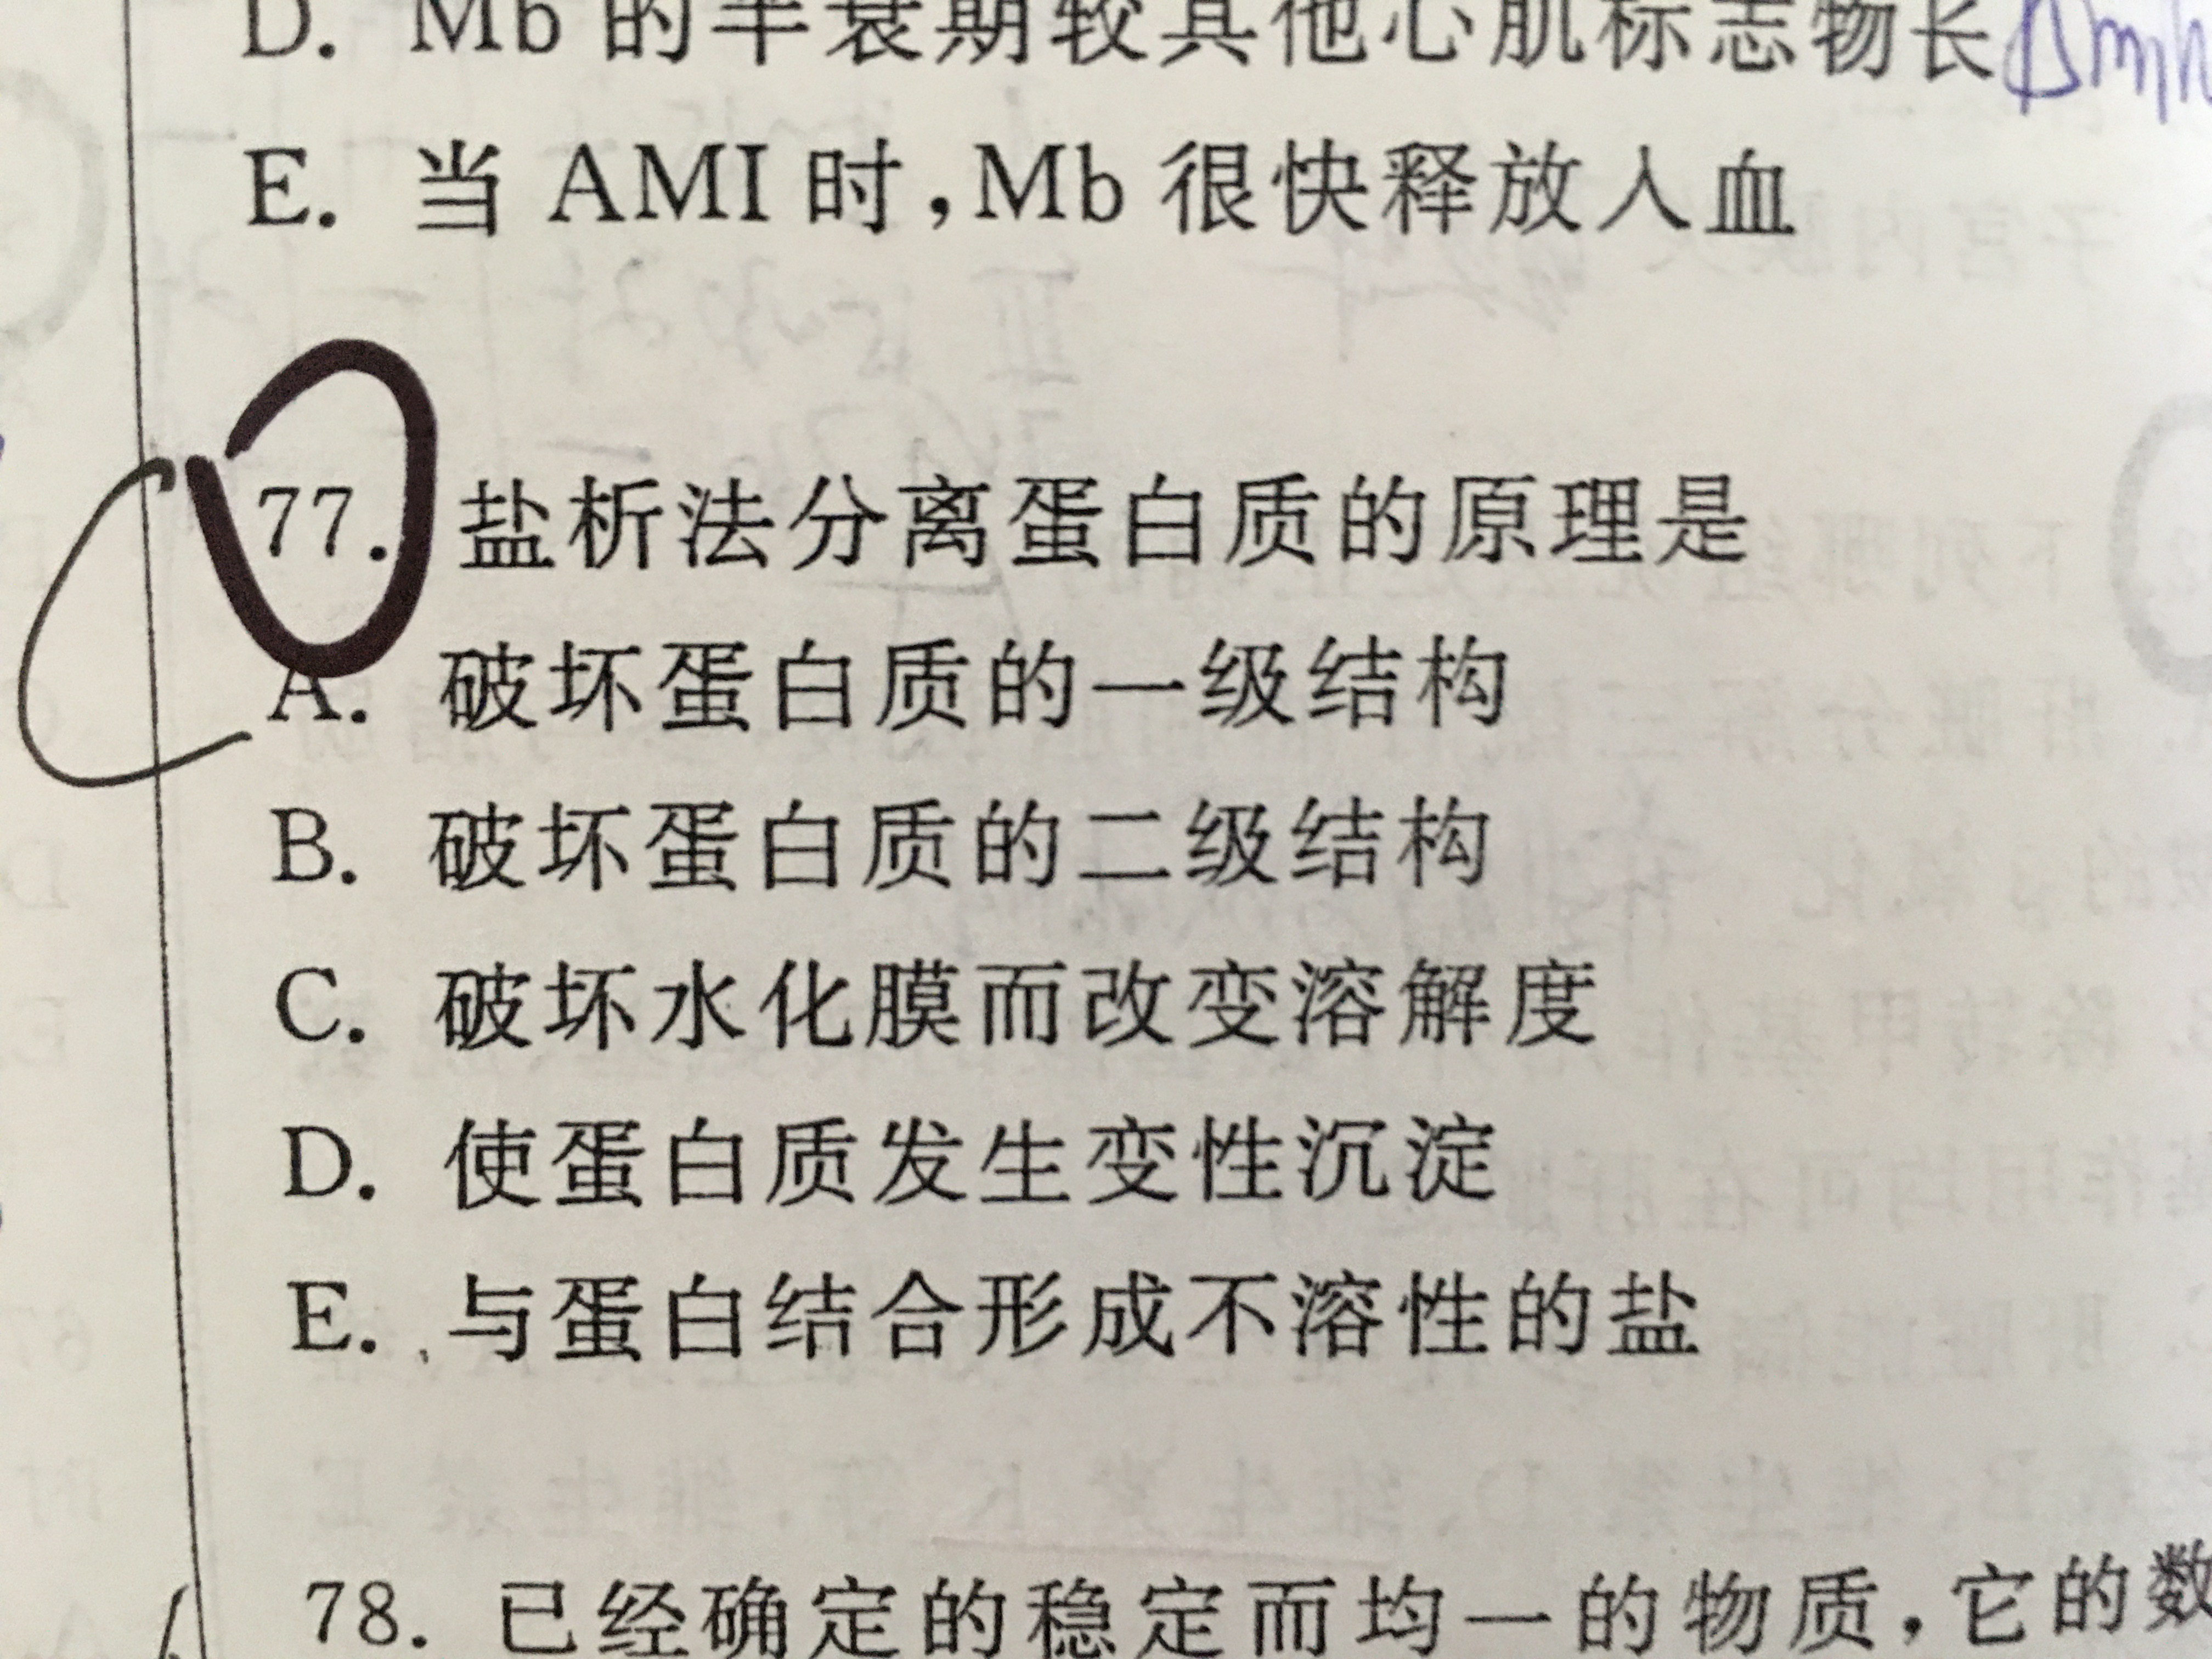 D. Mb 的半衰期较其他心肌标志物长
E. 当 AMI 时,Mb 很快释放入血
77. 盐析法分离蛋白质的原理是
A. 破坏蛋白质的一级结构
B. 破坏蛋白质的二级结构
C. 破坏水化膜而改变溶解度
D. 使蛋白质发生变性沉淀
E. 与蛋白结合形成不溶性的盐
78. 已经确定的稳定而均一的物质,它的数